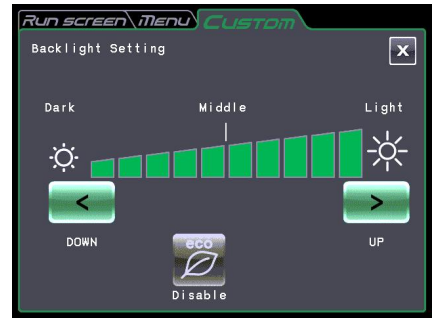 Run screen Menu Custom
Backlight Setting X
Dark Middle Light
< >
DOWN UP
eco
Disable